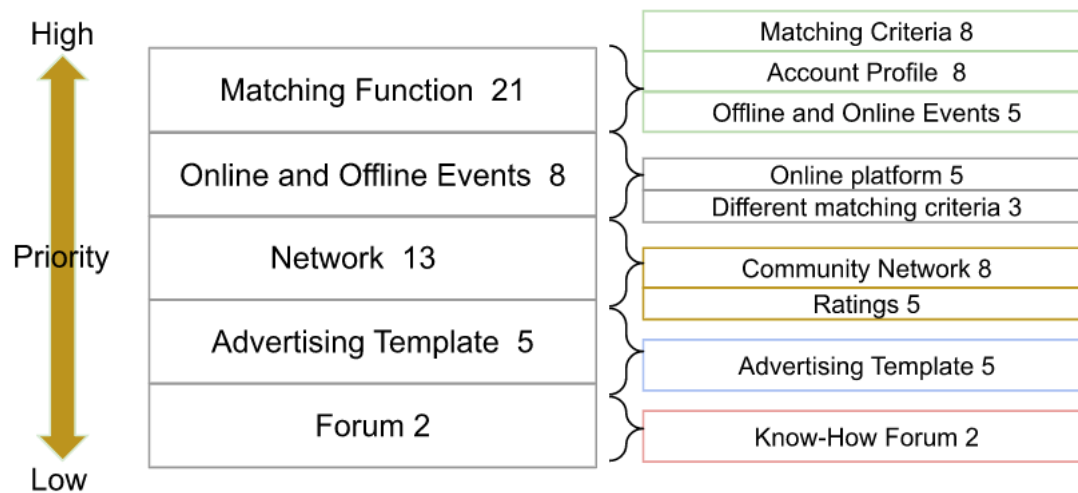 High
Priority
Low
Matching Function 21
Online and Offline Events 8
Network 13
Advertising Template 5
Forum 2
Matching Criteria 8
Account Profile 8
Offline and Online Events 5
Online platform 5
Different matching criteria 3
Community Network 8
Ratings 5
Advertising Template 5
Know-How Forum 2